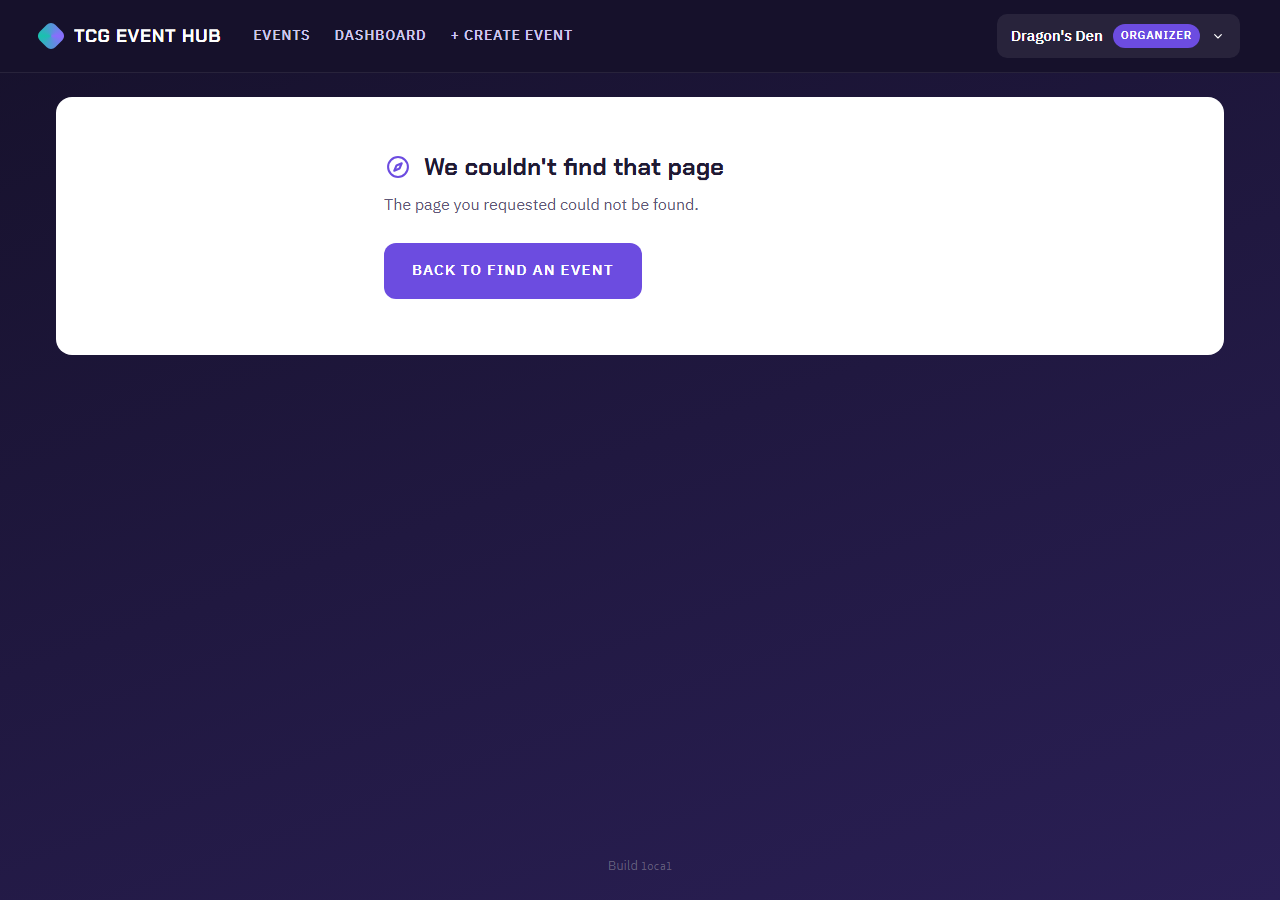 TCG EVENT HUB
EVENTS
DASHBOARD
+ CREATE EVENT
Dragon's Den
ORGANIZER
We couldn't find that page
The page you requested could not be found.
BACK TO FIND AN EVENT
Build local